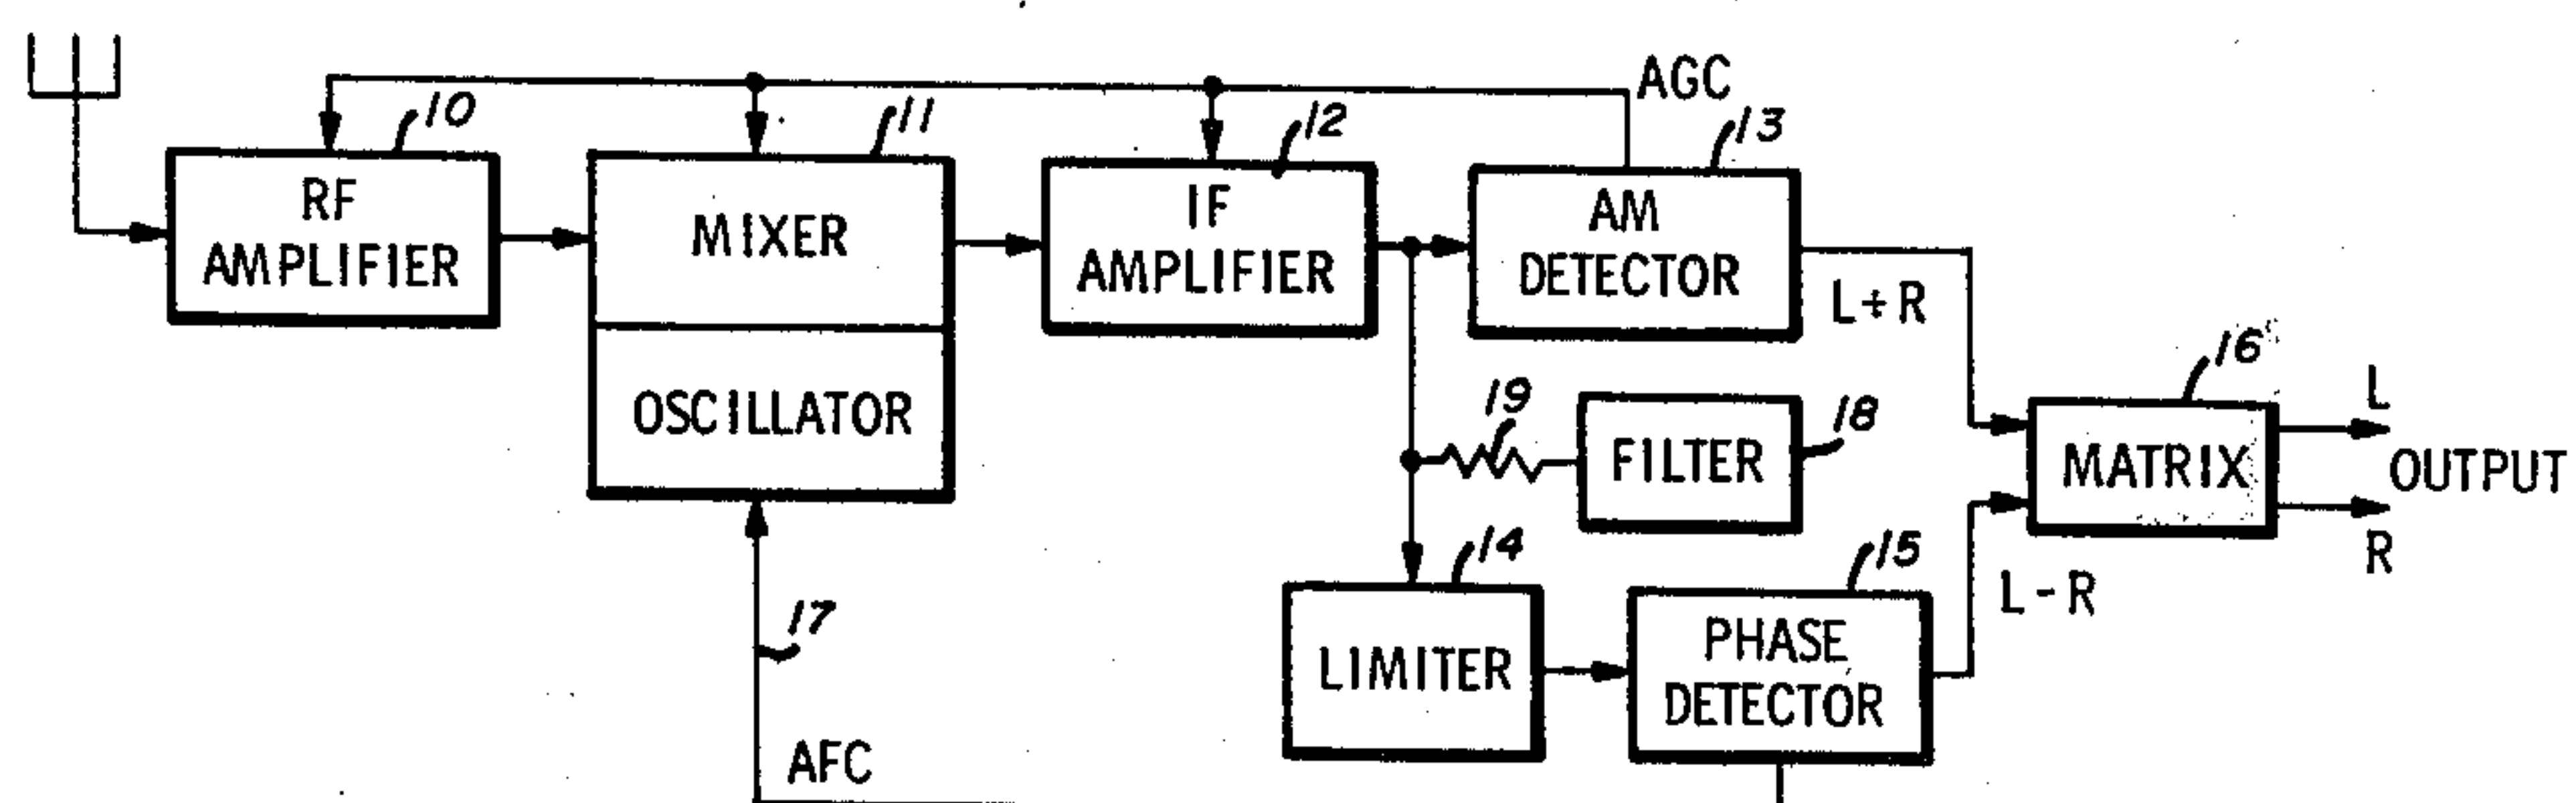 AGC
10
11
12
13
RF
AMPLIFIER
MIXER
IF
AMPLIFIER
AM
DETECTOR
L+R
OSCILLATOR
19
FILTER
18
16
MATRIX
L
OUTPUT
R
14
15
LIMITER
PHASE
DETECTOR
L-R
17
AFC